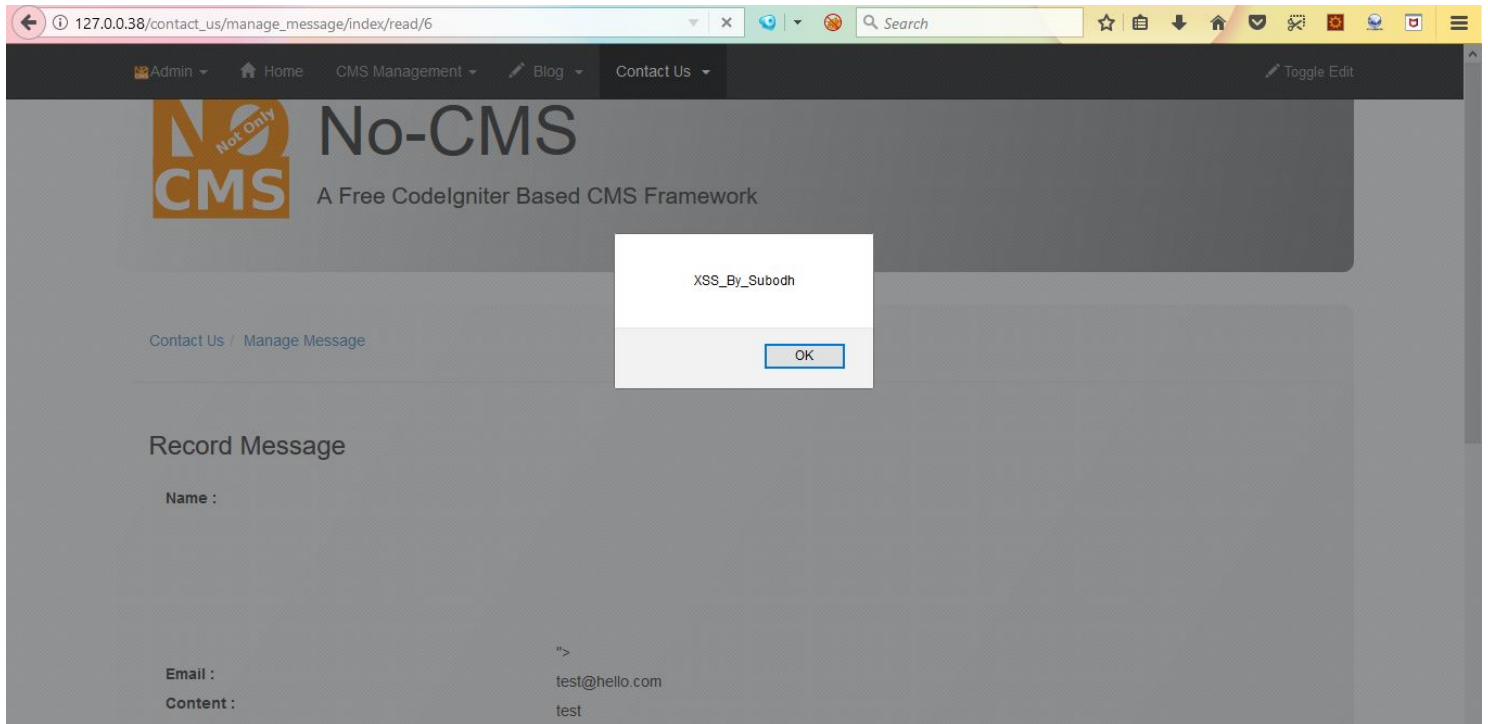 127.0.0.38/contact_us/manage_message/index/read/6 Search
Admin Home CMS Management Blog Contact Us Toggle Edit
NO Not Only CMS
No-CMS
A Free CodeIgniter Based CMS Framework
XSS_By_Subodh
OK
Contact Us / Manage Message
Record Message
Name :
">
Email : test@hello.com
Content : test